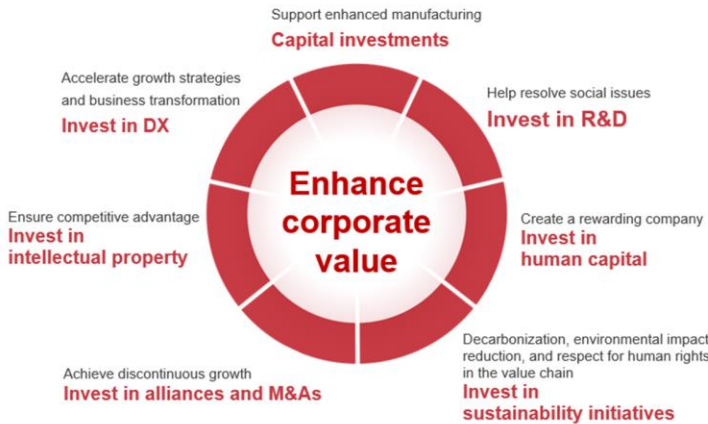 Support enhanced manufacturing
Capital investments
Accelerate growth strategies
and business transformation
Invest in DX
Help resolve social issues
Invest in R&D
Enhance
corporate
value
Ensure competitive advantage
Invest in
intellectual property
Create a rewarding company
Invest in
human capital
Achieve discontinuous growth
Invest in alliances and M&As
Decarbonization, environmental impact
reduction, and respect for human rights
in the value chain
Invest in
sustainability initiatives